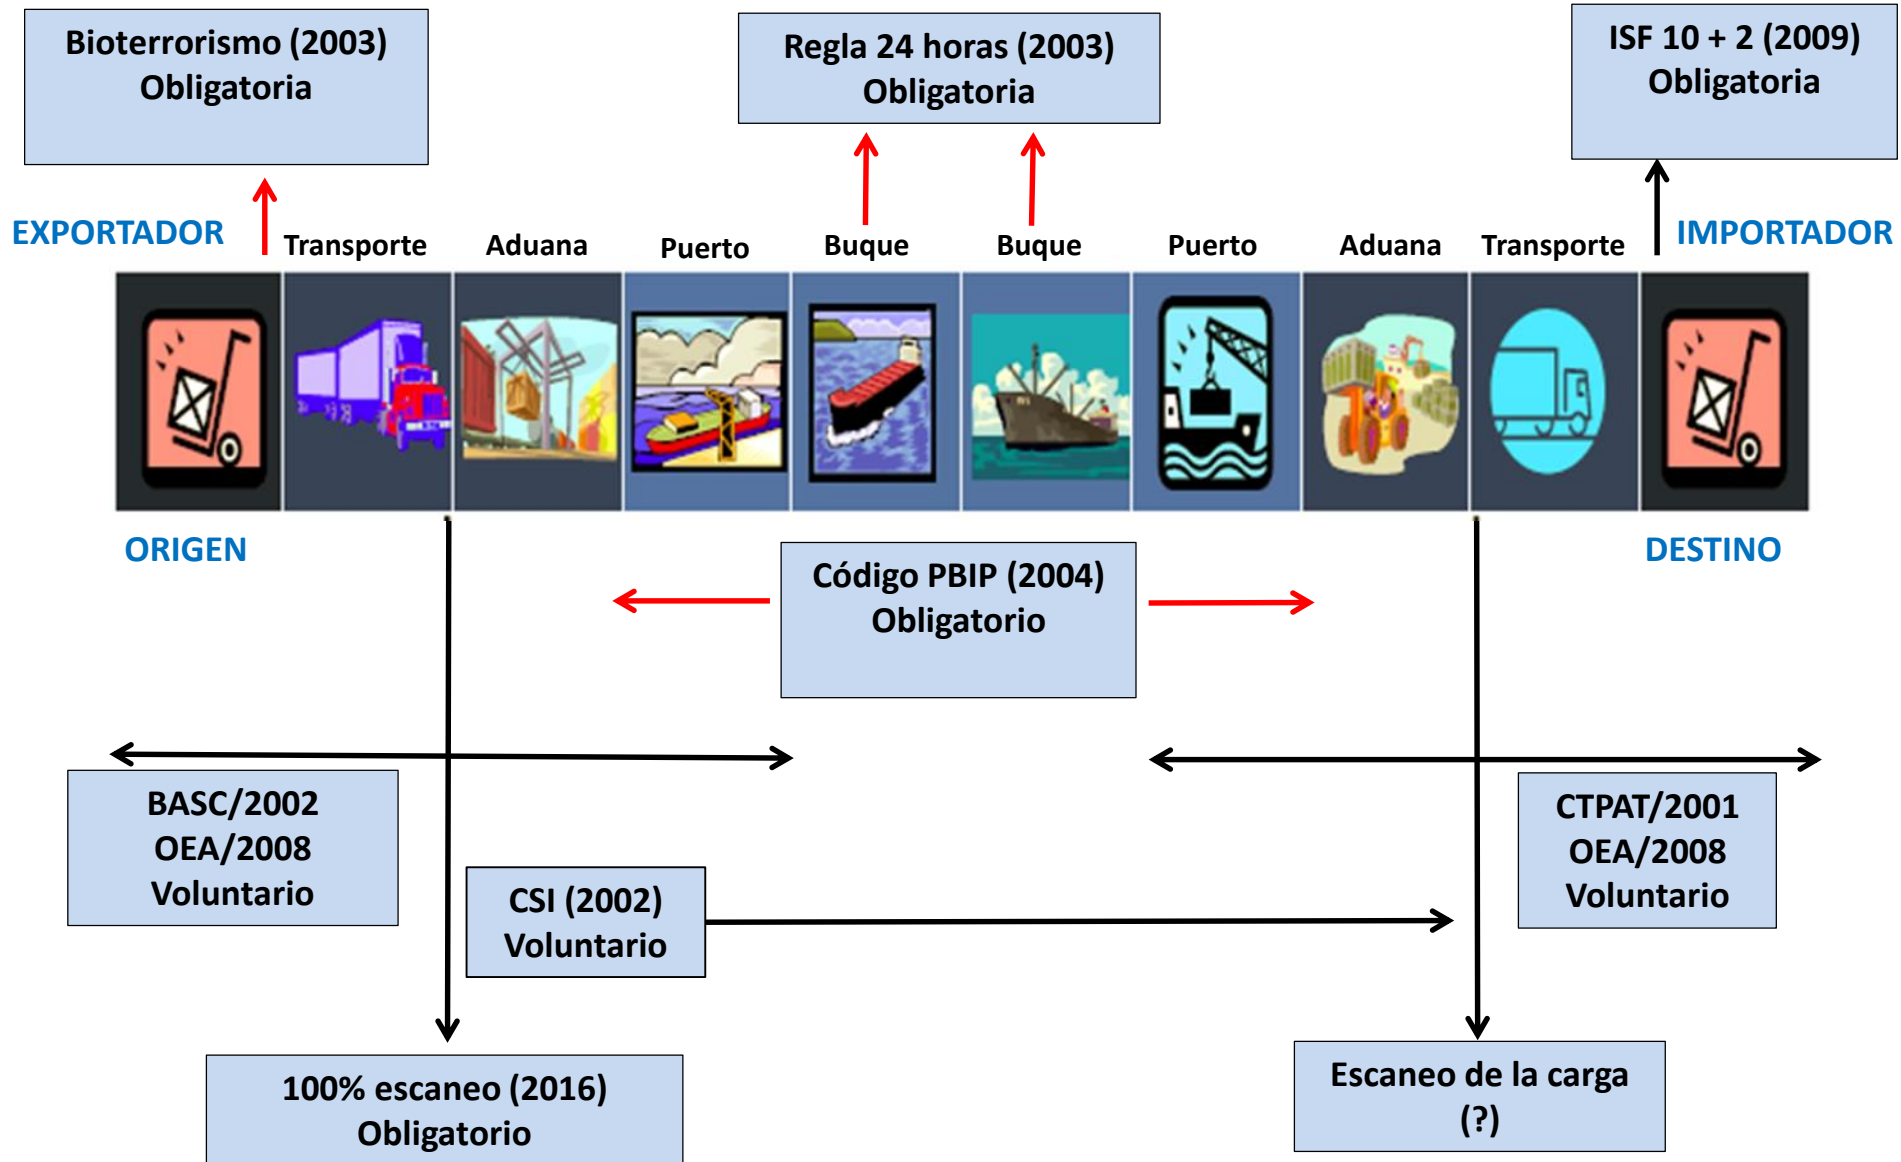 Bioterrorismo (2003)
Obligatoria
Regla 24 horas (2003)
Obligatoria
ISF 10 + 2 (2009)
Obligatoria
EXPORTADOR
Transporte
Aduana
Puerto
Buque
Buque
Puerto
Aduana
Transporte
IMPORTADOR
ORIGEN
DESTINO
Código PBIP (2004)
Obligatorio
BASC/2002
OEA/2008
Voluntario
CTPAT/2001
OEA/2008
Voluntario
CSI (2002)
Voluntario
100% escaneo (2016)
Obligatorio
Escaneo de la carga
(?)